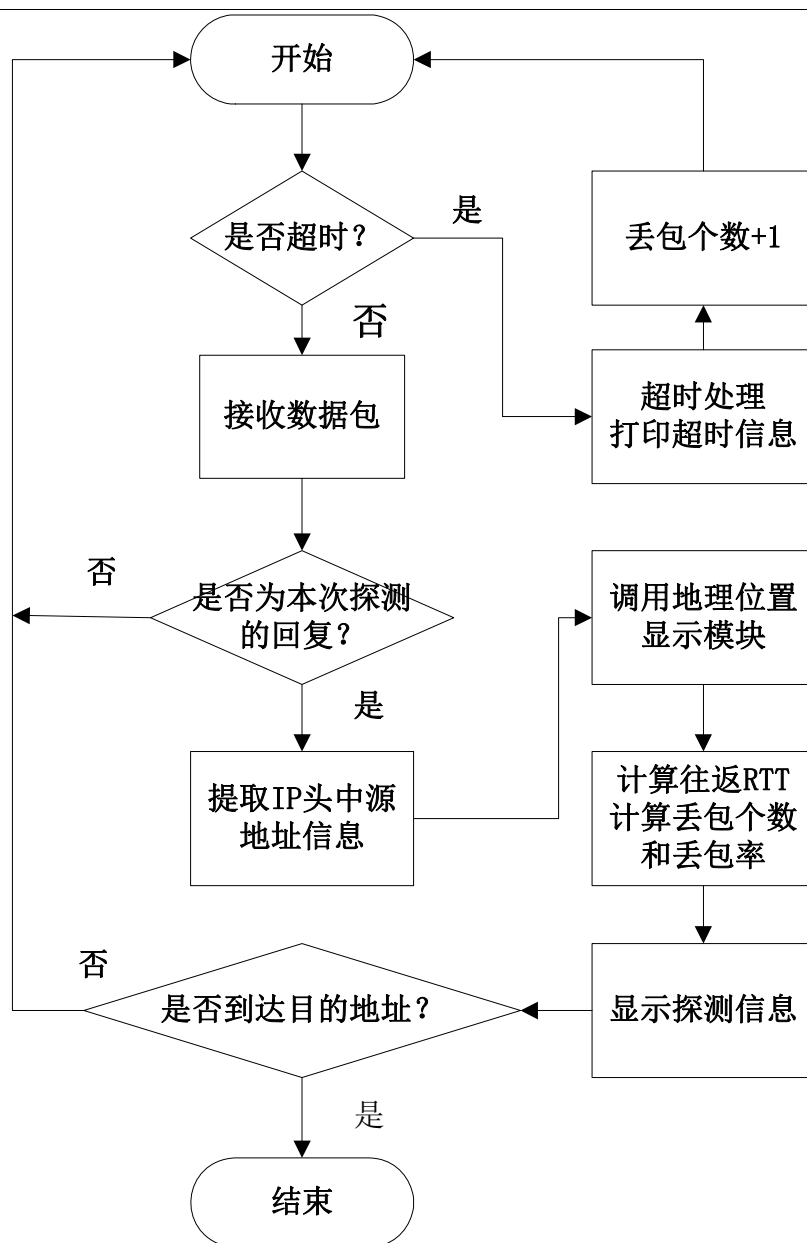 开始
是否超时?
是
丢包个数+1
否
接收数据包
超时处理
打印超时信息
否
是否为本次探测
的回复?
调用地理位置
显示模块
是
提取IP头中源
地址信息
计算往返RTT
计算丢包个数
和丢包率
否
是否到达目的地址?
显示探测信息
是
结束